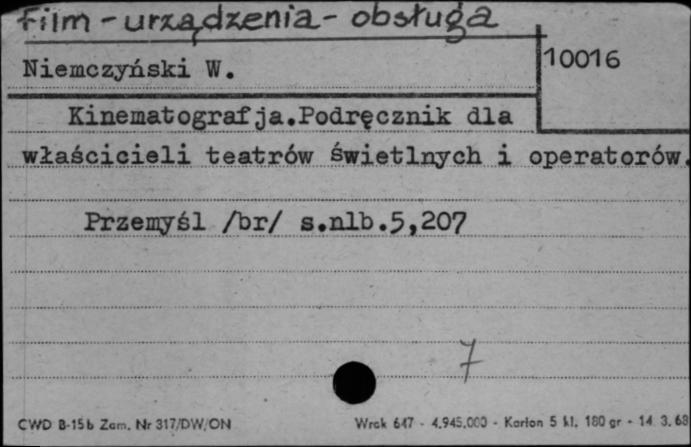 Film - urządzenia - obsługa
Niemczyński W.
10016
Kinematografja.Podręcznik dla
właścicieli teatrów świetlnych i operatorów.
Przemyśl /br/ s.nlb.5,207
7
CWD B-15b Zam. Nr 317/DW/ON
Wrck 647 - 4.945.000 - Karton 5 kl. 180 gr - 14. 3. 68